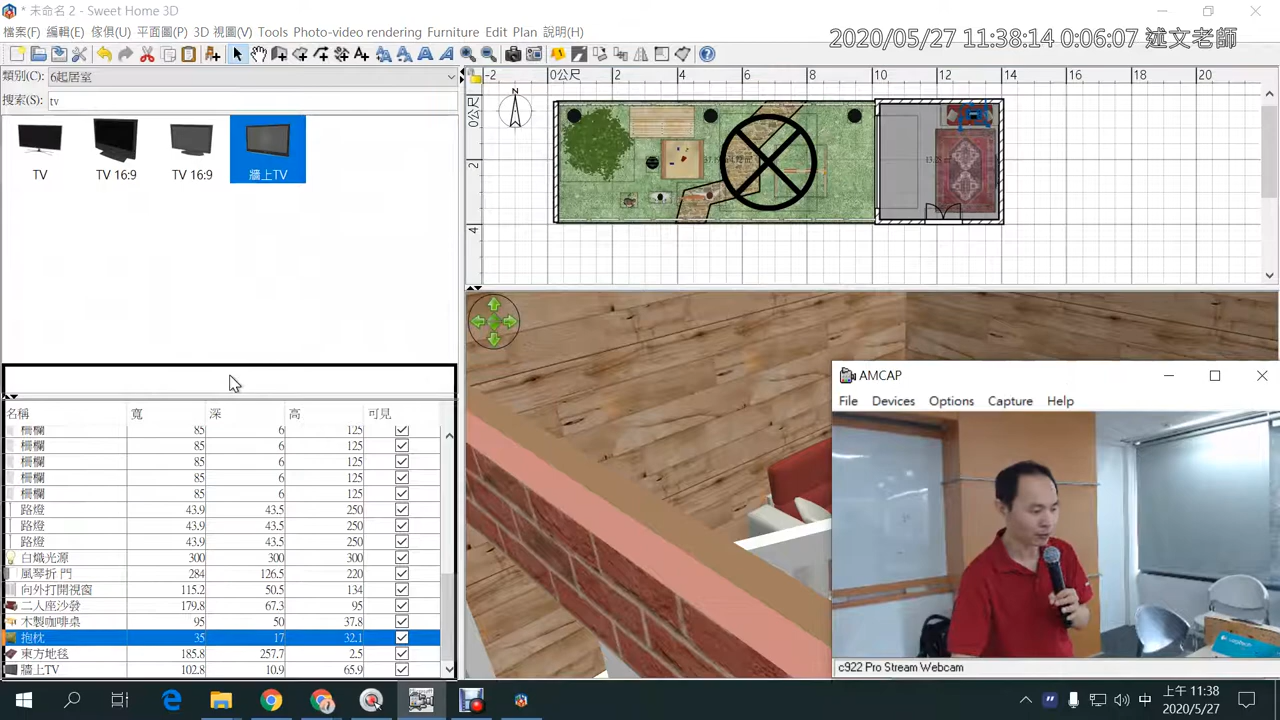 * 未命名 2 - Sweet Home 3D
檔案(F) 編輯(E) 傢俱(U) 平面圖(P) 3D 視圖(V) Tools Photo-video rendering Furniture Edit Plan 說明(H)
2020/05/27 11:38:14 0:06:07 述文老師
類別(C): 6起居室
搜索(S): tv
TV
TV 16:9
TV 16:9
牆上TV
-2 0公尺 2 4 6 8 10 12 14 16 18 20
0公尺
2
4
N
名稱 寬 深 高 可見
柵欄 85 6 125
柵欄 85 6 125
柵欄 85 6 125
柵欄 85 6 125
柵欄 85 6 125
路燈 43.9 43.5 250
路燈 43.9 43.5 250
路燈 43.9 43.5 250
白熾光源 300 300 300
風琴折 門 284 126.5 220
向外打開視窗 115.2 50.5 134
二人座沙發 179.8 67.3 95
木製咖啡桌 95 50 37.8
抱枕 35 17 32.1
東方地毯 185.8 257.7 2.5
牆上TV 102.8 10.9 65.9
AMCAP
File Devices Options Capture Help
c922 Pro Stream Webcam
中
上午 11:38
2020/5/27